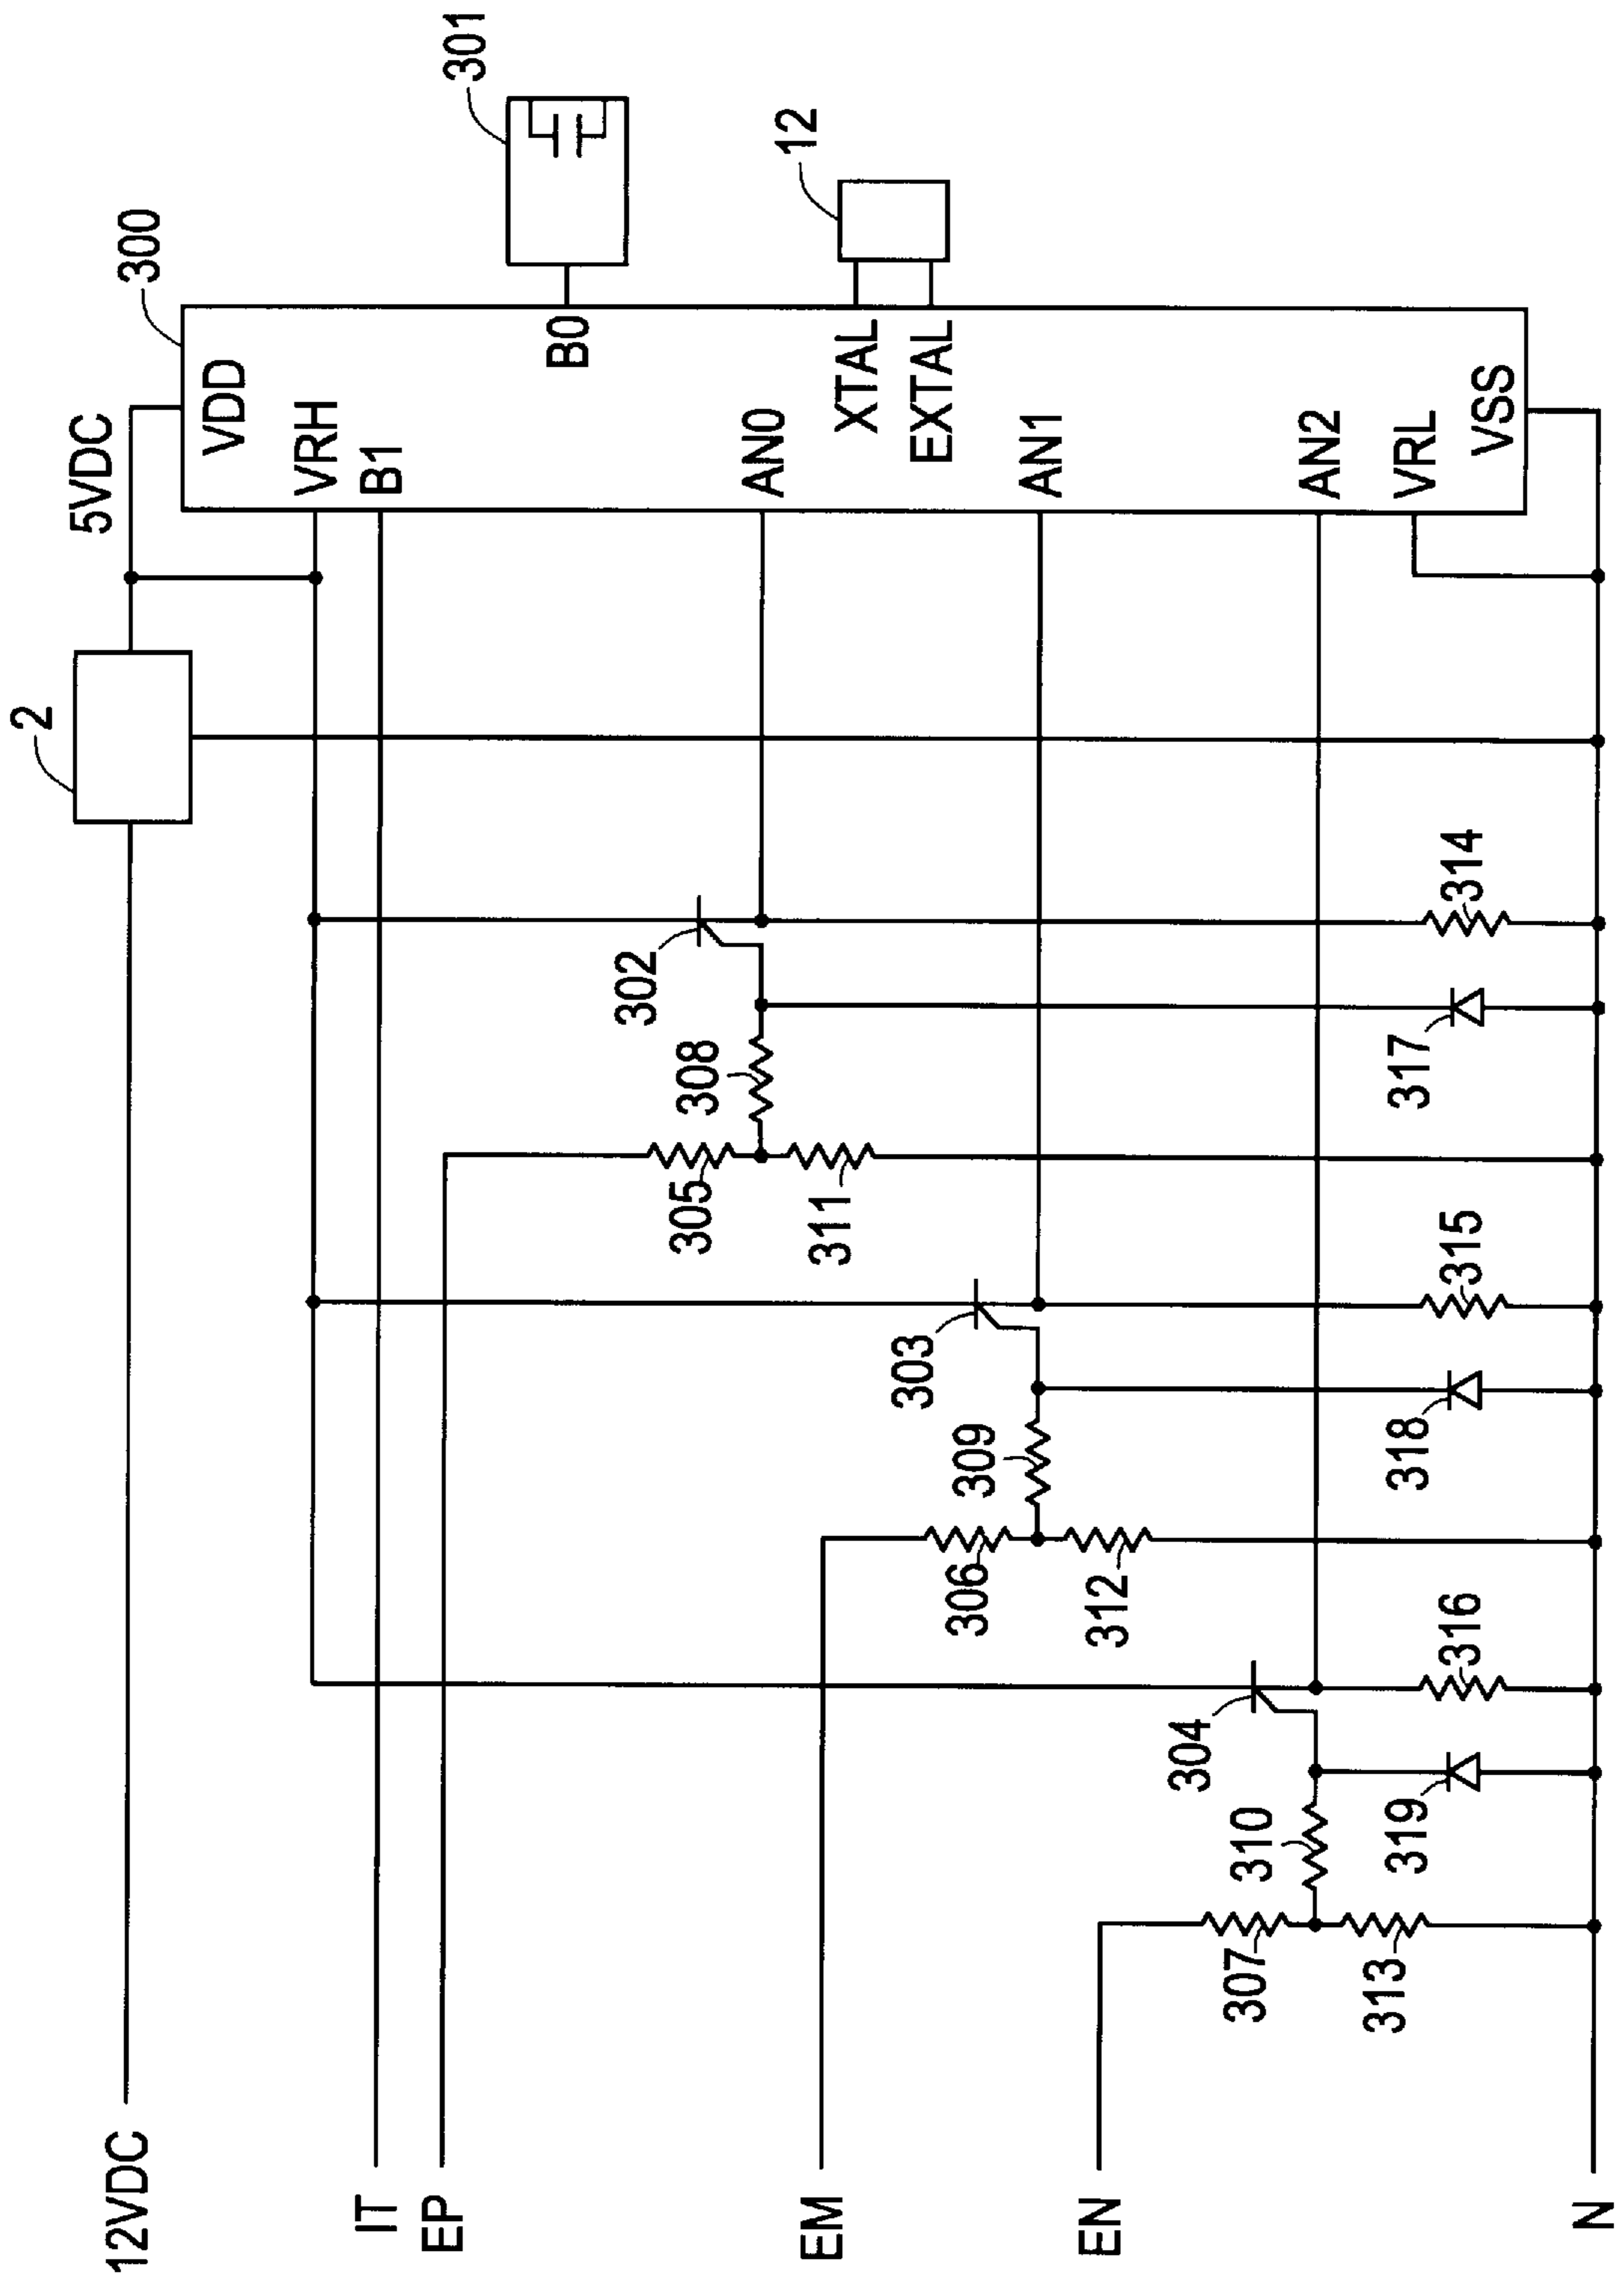 12VDC
2
5VDC
300
VDD
VRH
B1
IT
EP
301
B0
302
308
305
311
AN0
12
XTAL
EXTAL
EM
303
309
306
312
AN1
EN
304
310
307
313
AN2
319
316
318
315
317
314
VRL
VSS
N